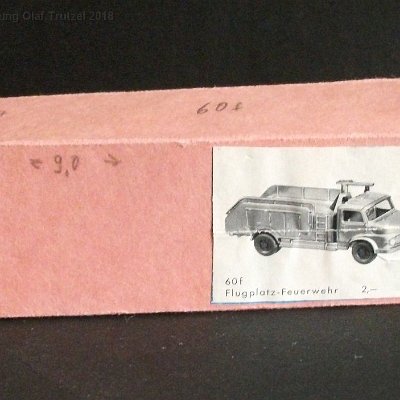 ung Olaf Trutzel 2018
60f
9,0
60f
Flugplatz-Feuerwehr 2,—